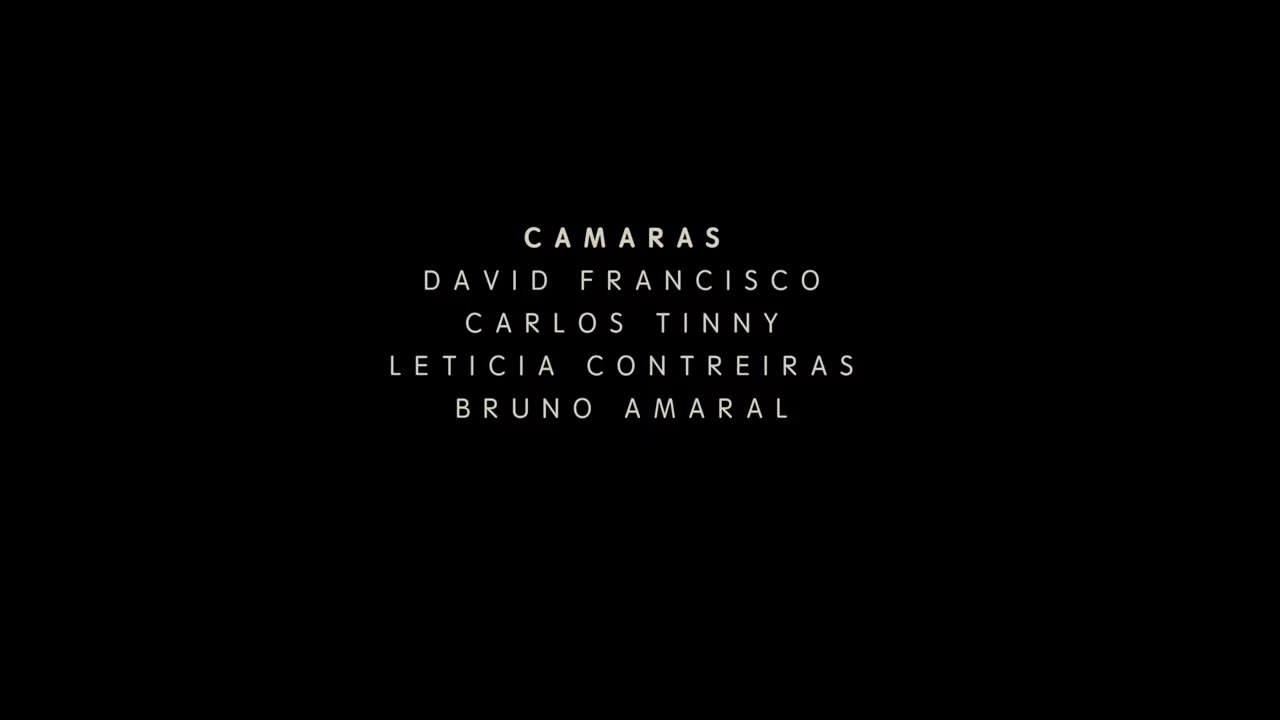 CAMARAS
DAVID FRANCISCO
CARLOS TINNY
LETICIA CONTREIRAS
BRUNO AMARAL